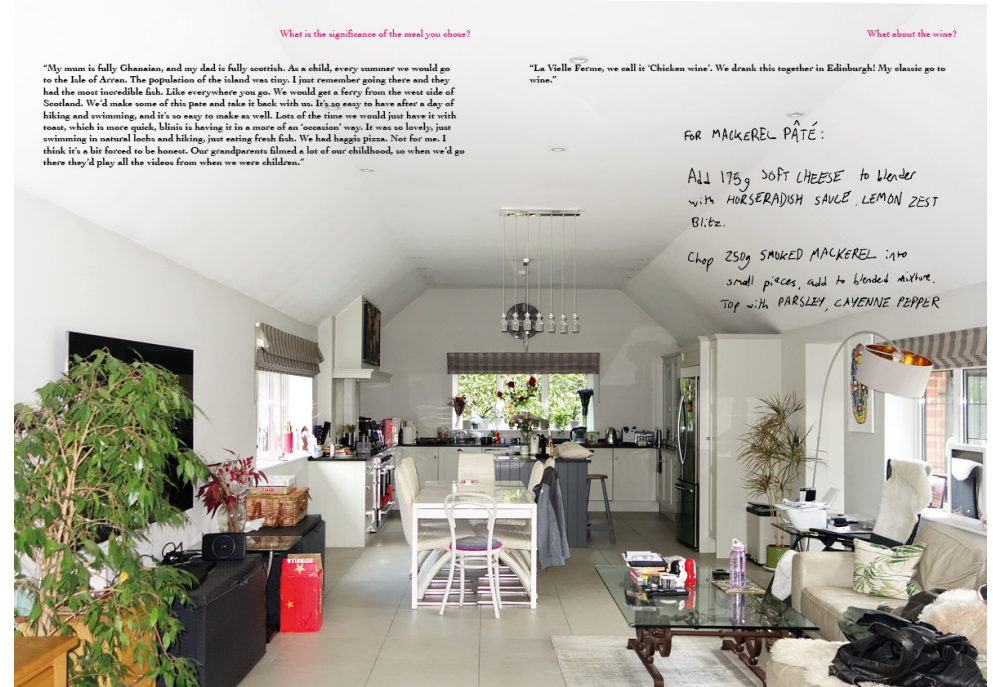 What is the significance of the meal you chose?
"My mum is fully Ghanaian, and my dad is fully scottish. As a child, every summer we would go
to the Isle of Arran. The population of the island was tiny. I just remember going there and they
had the most incredible fish. Like everywhere you go. We would get a ferry from the west side of
Scotland. We'd make some of this pate and take it back with us. It's so easy to have after a day of
hiking and swimming, and it's so easy to make as well. Lots of the time we would just have it with
toast, which is more quick, blinis is having it in a more of an 'occasion' way. It was so lovely, just
swimming in natural lochs and hiking, just eating fresh fish. We had haggis pizza. Not for me. I
think it's a bit forced to be honest. Our grandparents filmed a lot of our childhood, so when we'd go
there they'd play all the videos from when we were children."
What about the wine?
"La Vielle Ferme, we call it 'Chicken wine'. We drank this together in Edinburgh! My classic go to
wine."
FOR MACKEREL PÂTÉ:
Add 175g SOFT CHEESE to blender
with HORSERADISH SAUCE, LEMON ZEST
Blitz.
Chop 250g SMOKED MACKEREL into
small pieces, add to blended mixture.
Top with PARSLEY, CAYENNE PEPPER
ESTRELLA